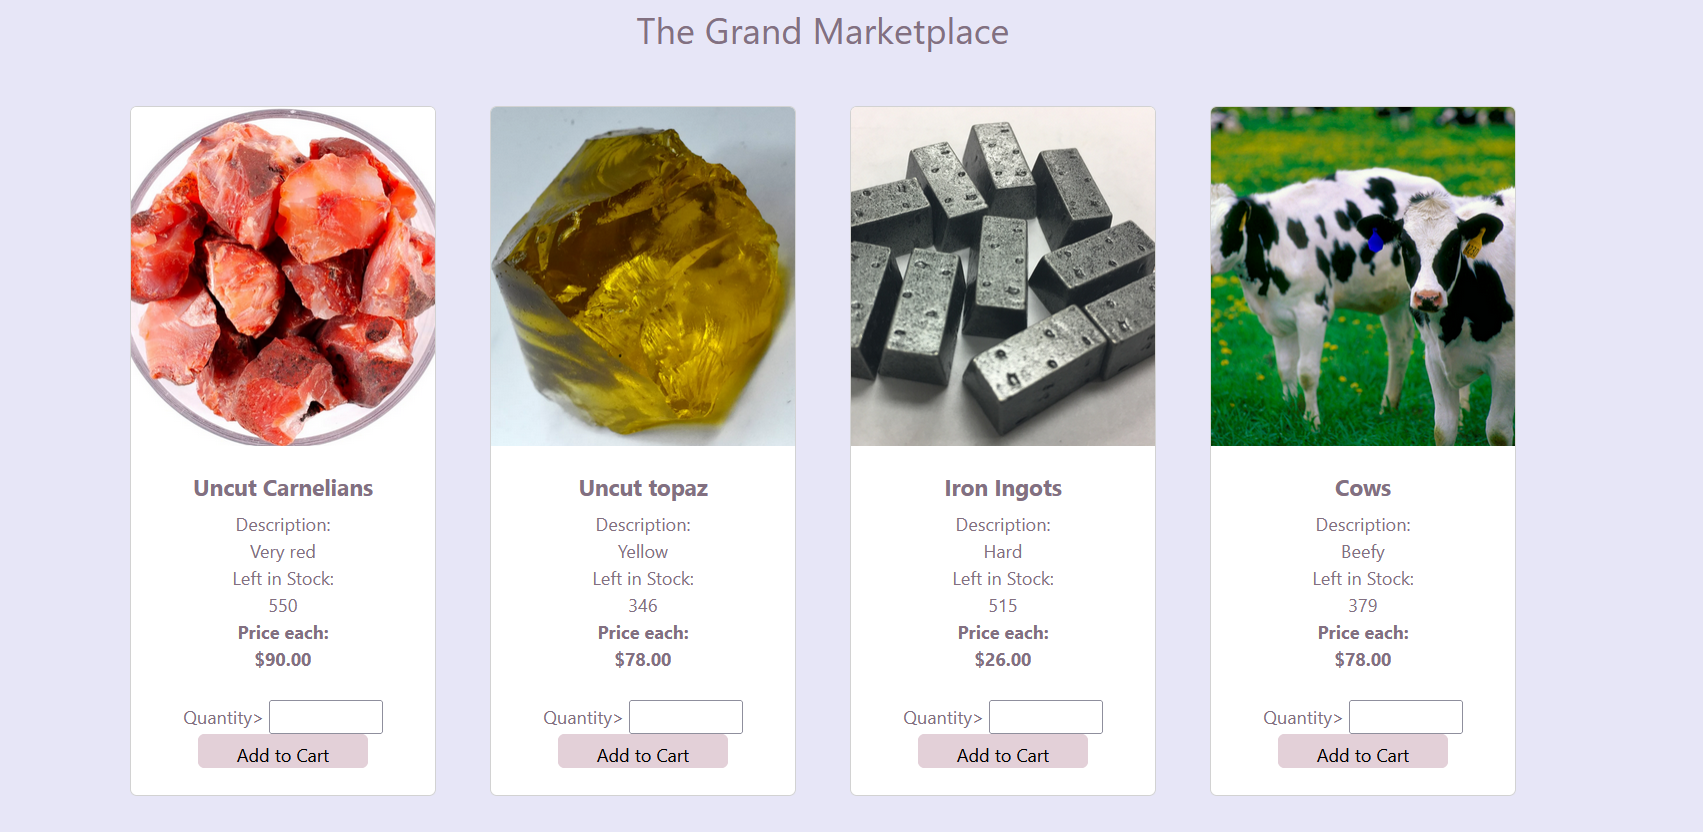 The Grand Marketplace
Uncut Carnelians
Description:
Very red
Left in Stock:
550
Price each:
$90.00
Quantity>
Add to Cart
Uncut topaz
Description:
Yellow
Left in Stock:
346
Price each:
$78.00
Quantity>
Add to Cart
Iron Ingots
Description:
Hard
Left in Stock:
515
Price each:
$26.00
Quantity>
Add to Cart
Cows
Description:
Beefy
Left in Stock:
379
Price each:
$78.00
Quantity>
Add to Cart